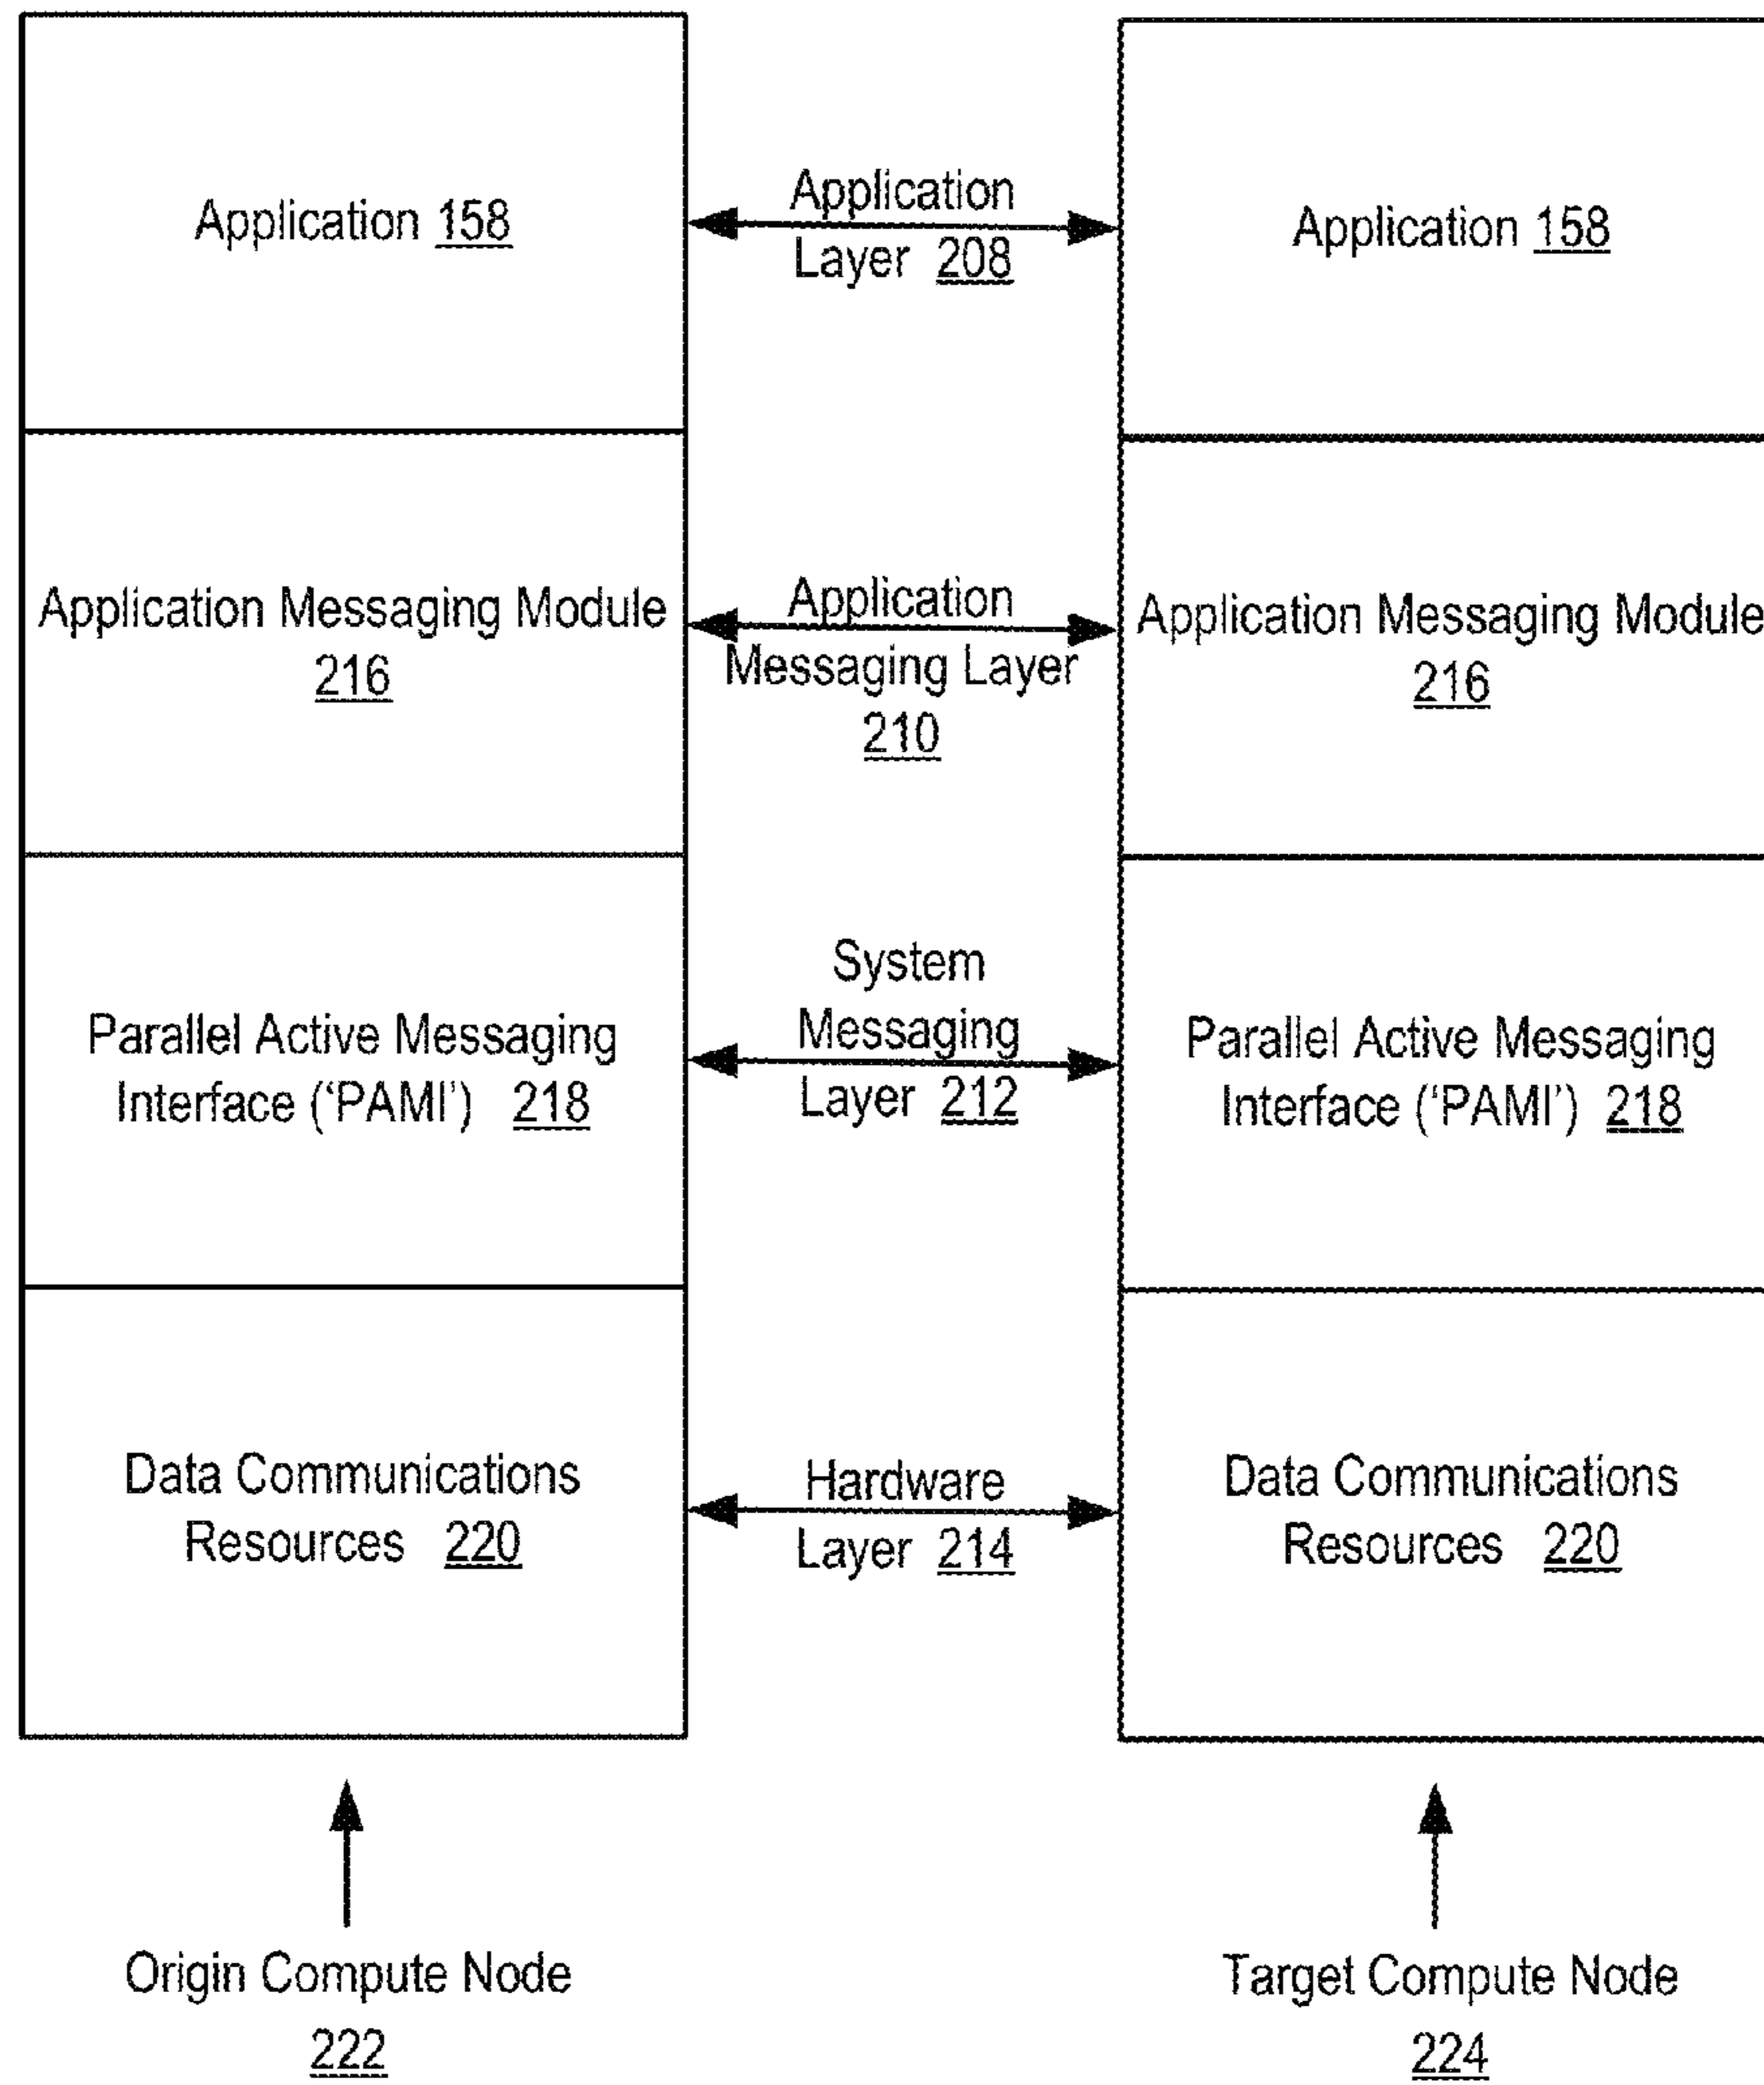 Application 158
Application
Layer 208
Application 158
Application Messaging Module
216
Application
Messaging Layer
210
Application Messaging Module
216
Parallel Active Messaging
Interface (‘PAMI’) 218
System
Messaging
Layer 212
Parallel Active Messaging
Interface (‘PAMI’) 218
Data Communications
Resources 220
Hardware
Layer 214
Data Communications
Resources 220
Origin Compute Node
222
Target Compute Node
224